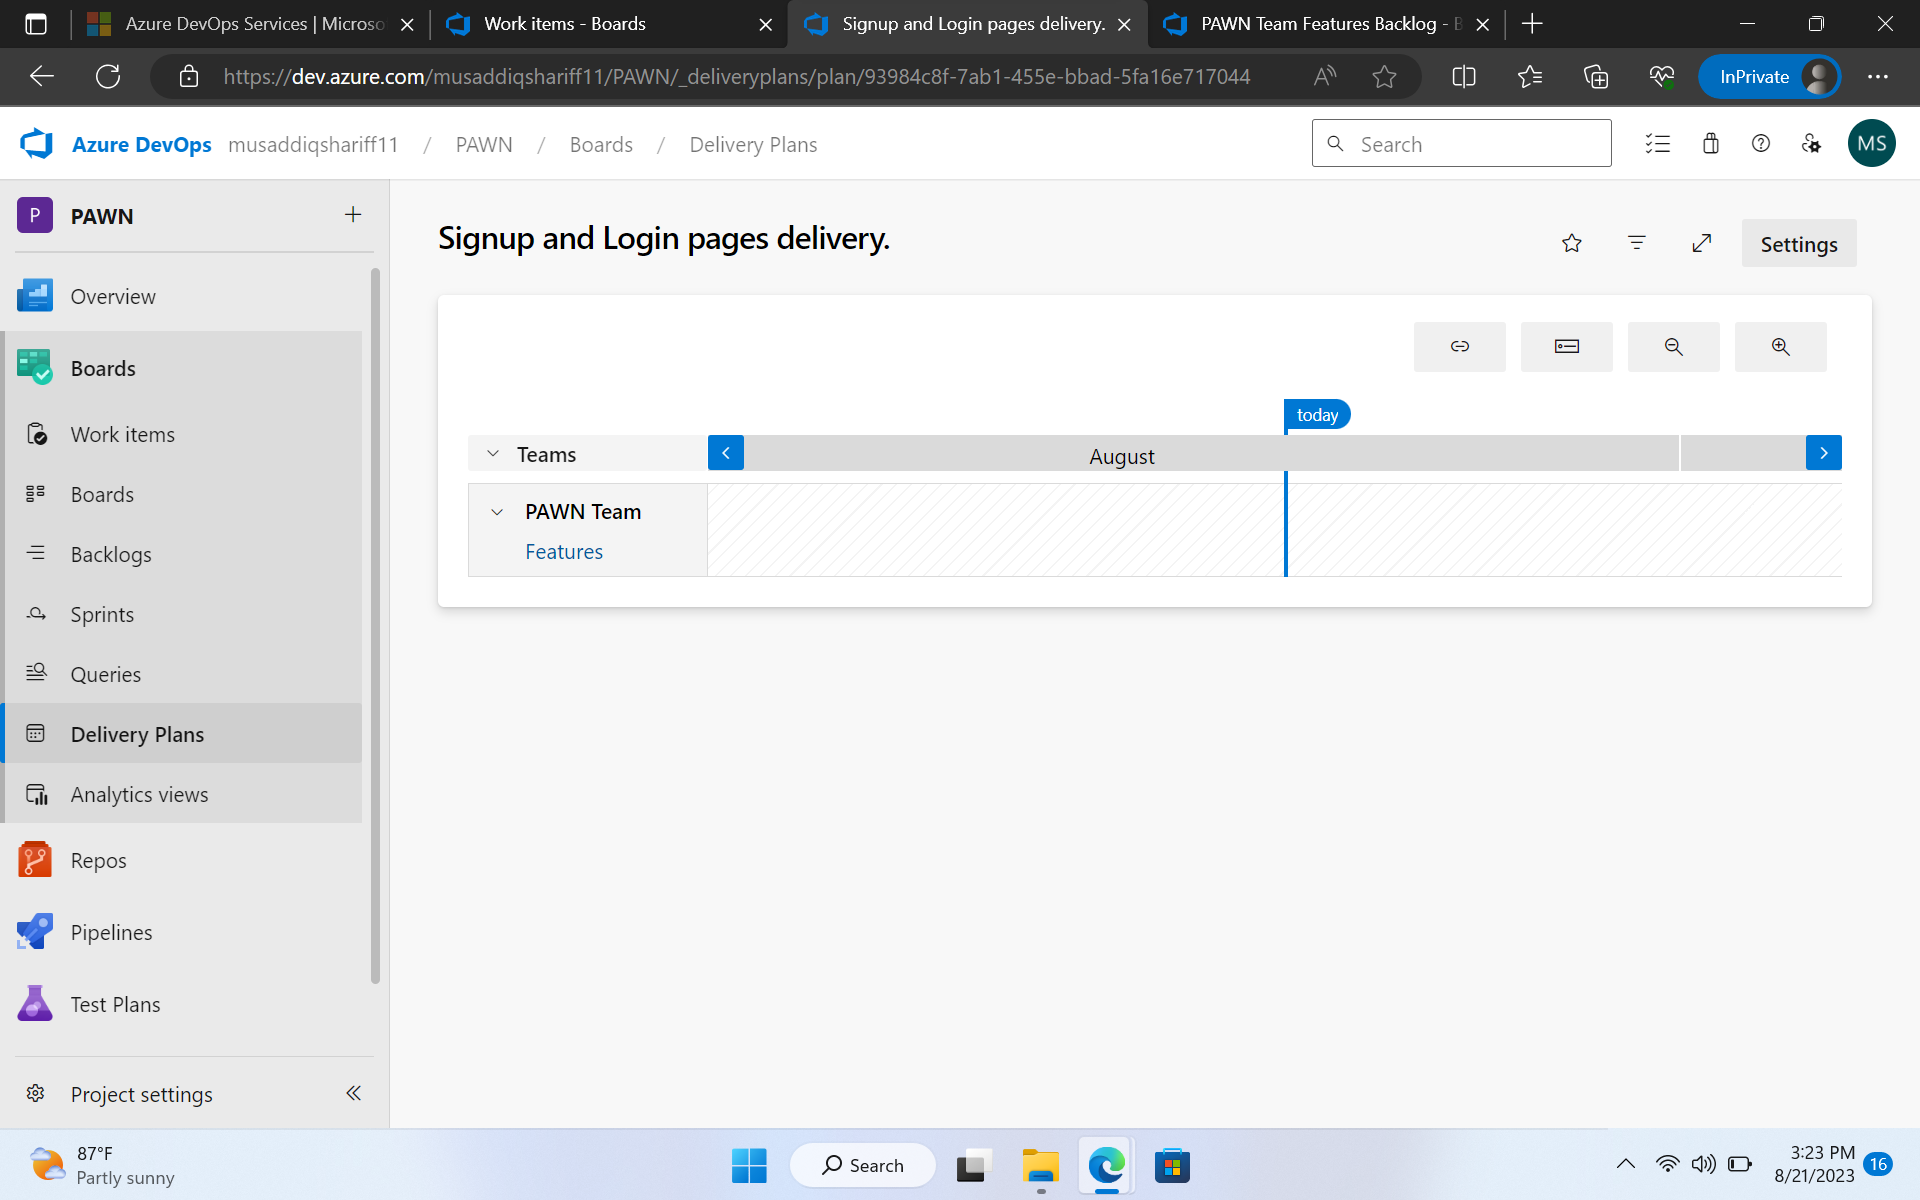 Azure DevOps Services | Microso
Work items - Boards
Signup and Login pages delivery.
PAWN Team Features Backlog - B
https://dev.azure.com/musaddiqshariff11/PAWN/_deliveryplans/plan/93984c8f-7ab1-455e-bbad-5fa16e717044
InPrivate
Azure DevOps musaddiqshariff11 / PAWN / Boards / Delivery Plans
Search
MS
P PAWN
Signup and Login pages delivery.
Settings
Overview
Boards
Work items
Boards
Backlogs
Sprints
Queries
Delivery Plans
Analytics views
Repos
Pipelines
Test Plans
Project settings
today
Teams
August
PAWN Team
Features
87°F
Partly sunny
Search
3:23 PM
8/21/2023
16